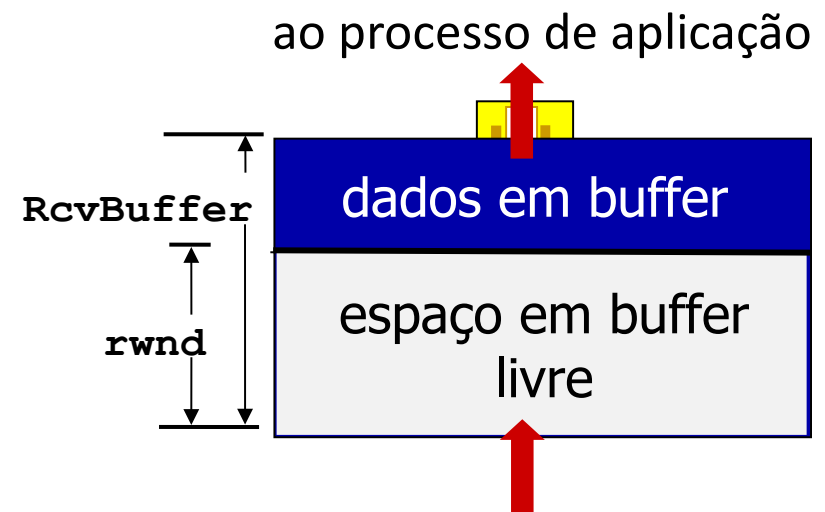 ao processo de aplicação
RcvBuffer
dados em buffer
rwnd
espaço em buffer
livre